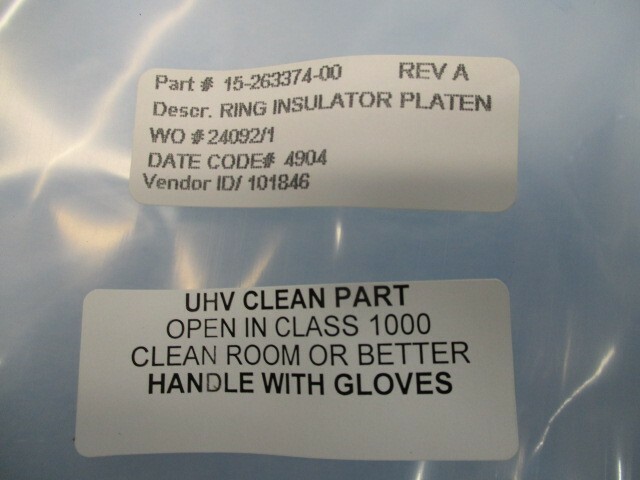 Part # 15-263374-00 REV A
Descr. RING INSULATOR PLATEN
WO # 24092/1
DATE CODE# 4904
Vendor ID/ 101846
UHV CLEAN PART
OPEN IN CLASS 1000
CLEAN ROOM OR BETTER
HANDLE WITH GLOVES